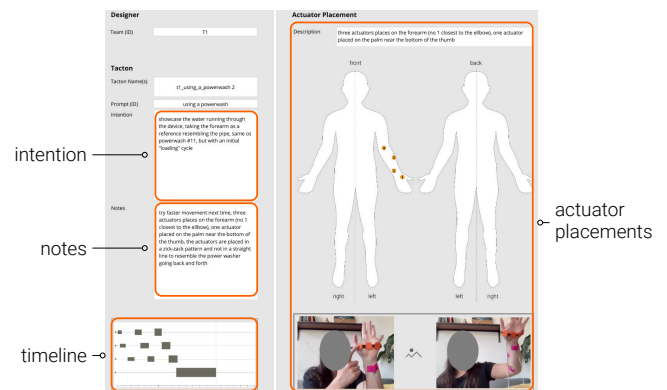 Designer
Team (ID)
T1
Tacton
Tacton Name(s)
t1_using_a_powerwash 2
Prompt (ID)
using a powerwash
Intention
showcase the water running through
the device, taking the forearm as a
reference resembling the pipe, same os
powerwash #11, but with an initial
"loading" cycle
Notes
try faster movement next time, three
actuators places on the forearm (no 1
closest to the ellbow), one actuator
placed on the palm near the bottom of
the thumb, the actuators are placed in
a zick-zack pattern and not in a straight
line to resemble the power washer
going back and forth
intention
notes
timeline
Actuator Placement
Description
three actuators places on the forearm (no 1 closest to the ellbow), one actuator
placed on the palm near the bottom of the thumb
front
back
right
left
left
right
actuator
placements